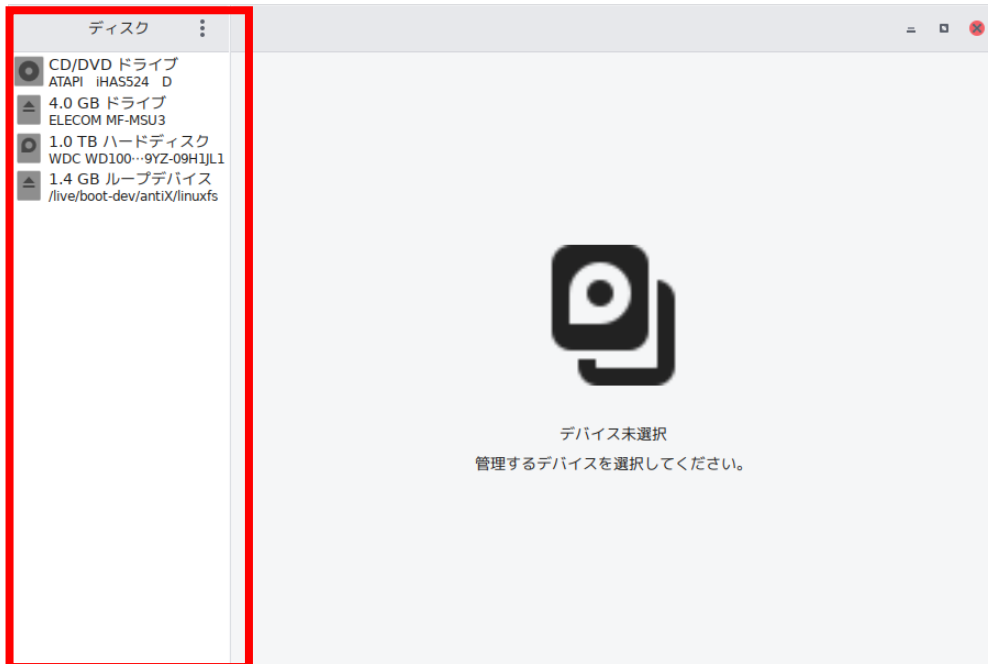 ディスク
CD/DVD ドライブ
ATAPI iHAS524 D
4.0 GB ドライブ
ELECOM MF-MSU3
1.0 TB ハードディスク
WDC WD100…9YZ-09H1JL1
1.4 GB ループデバイス
/live/boot-dev/antiX/linuxfs
デバイス未選択
管理するデバイスを選択してください。